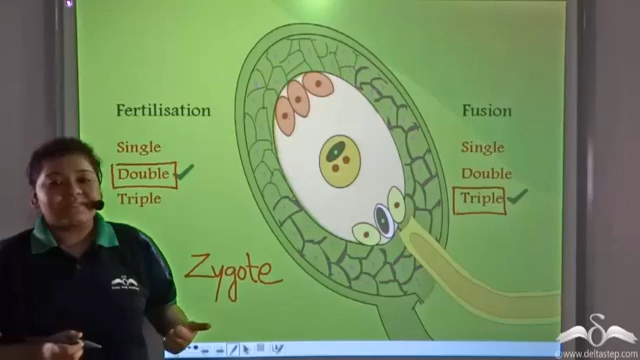 Fertilisation
Single
Double
Triple
Fusion
Single
Double
Triple
Zygote
© www.deltastep.com